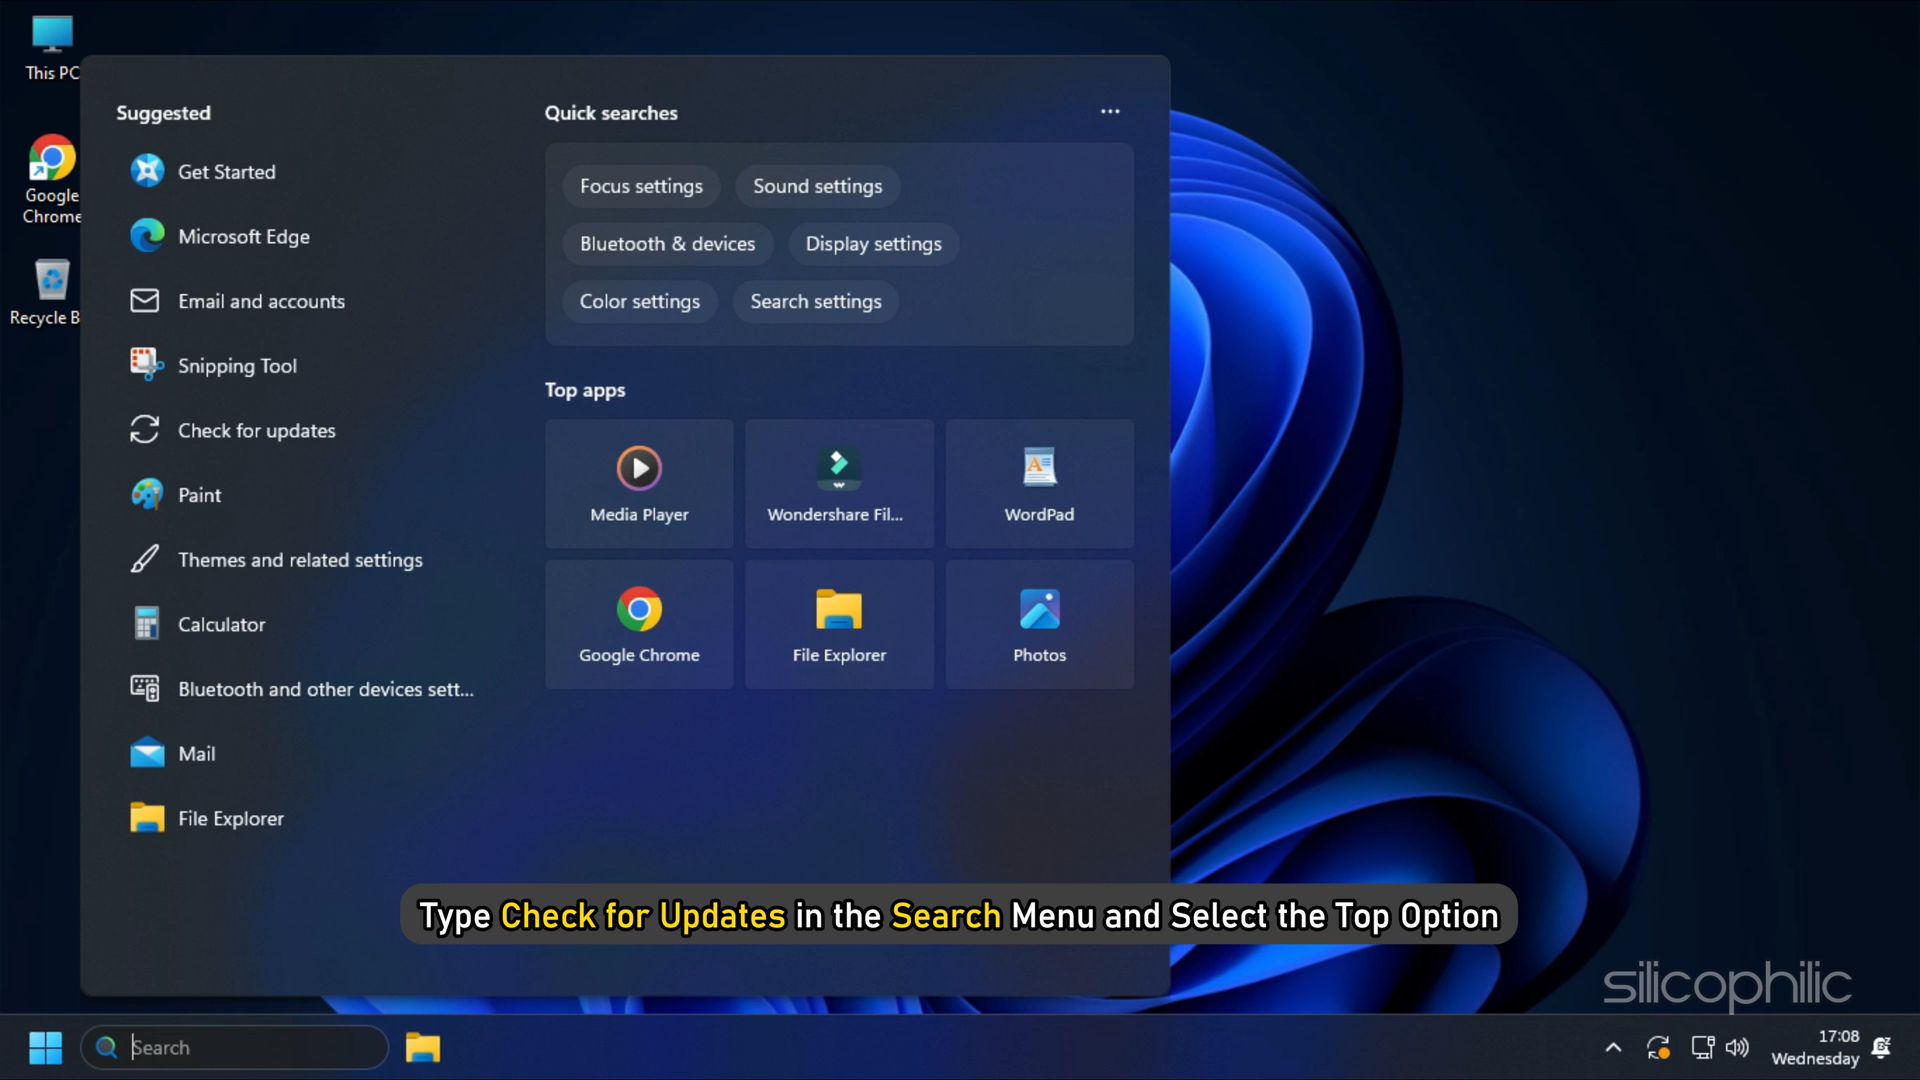 This PC
Google
Chrome
Recycle B
Suggested
Get Started
Microsoft Edge
Email and accounts
Snipping Tool
Check for updates
Paint
Themes and related settings
Calculator
Bluetooth and other devices sett...
Mail
File Explorer
Quick searches
Focus settings
Sound settings
Bluetooth & devices
Display settings
Color settings
Search settings
Top apps
Media Player
Wondershare Fil...
WordPad
Google Chrome
File Explorer
Photos
Type Check for Updates in the Search Menu and Select the Top Option
silicophilic
Search
17:08
Wednesday